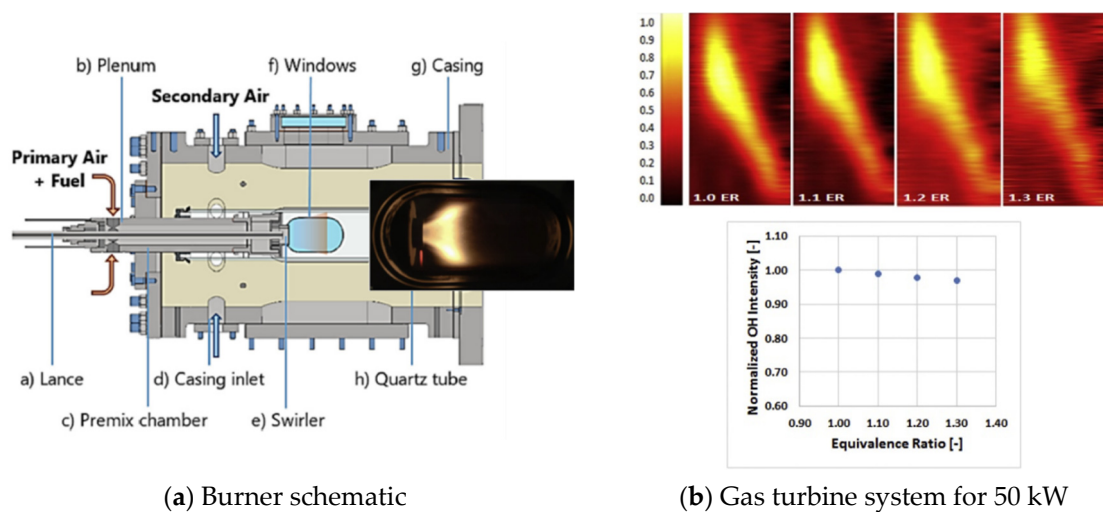 b) Plenum
f) Windows
g) Casing
Secondary Air
Primary Air
+ Fuel
a) Lance
d) Casing inlet
h) Quartz tube
c) Premix chamber
e) Swirler
(a) Burner schematic
1.0
0.9
0.8
0.7
0.6
0.5
0.4
0.3
0.2
0.1
0.0
1.0 ER
1.1 ER
1.2 ER
1.3 ER
Normalized OH Intensity [-]
1.10
1.00
0.90
0.80
0.70
0.60
0.90
1.00
1.10
1.20
1.30
1.40
Equivalence Ratio [-]
(b) Gas turbine system for 50 kW